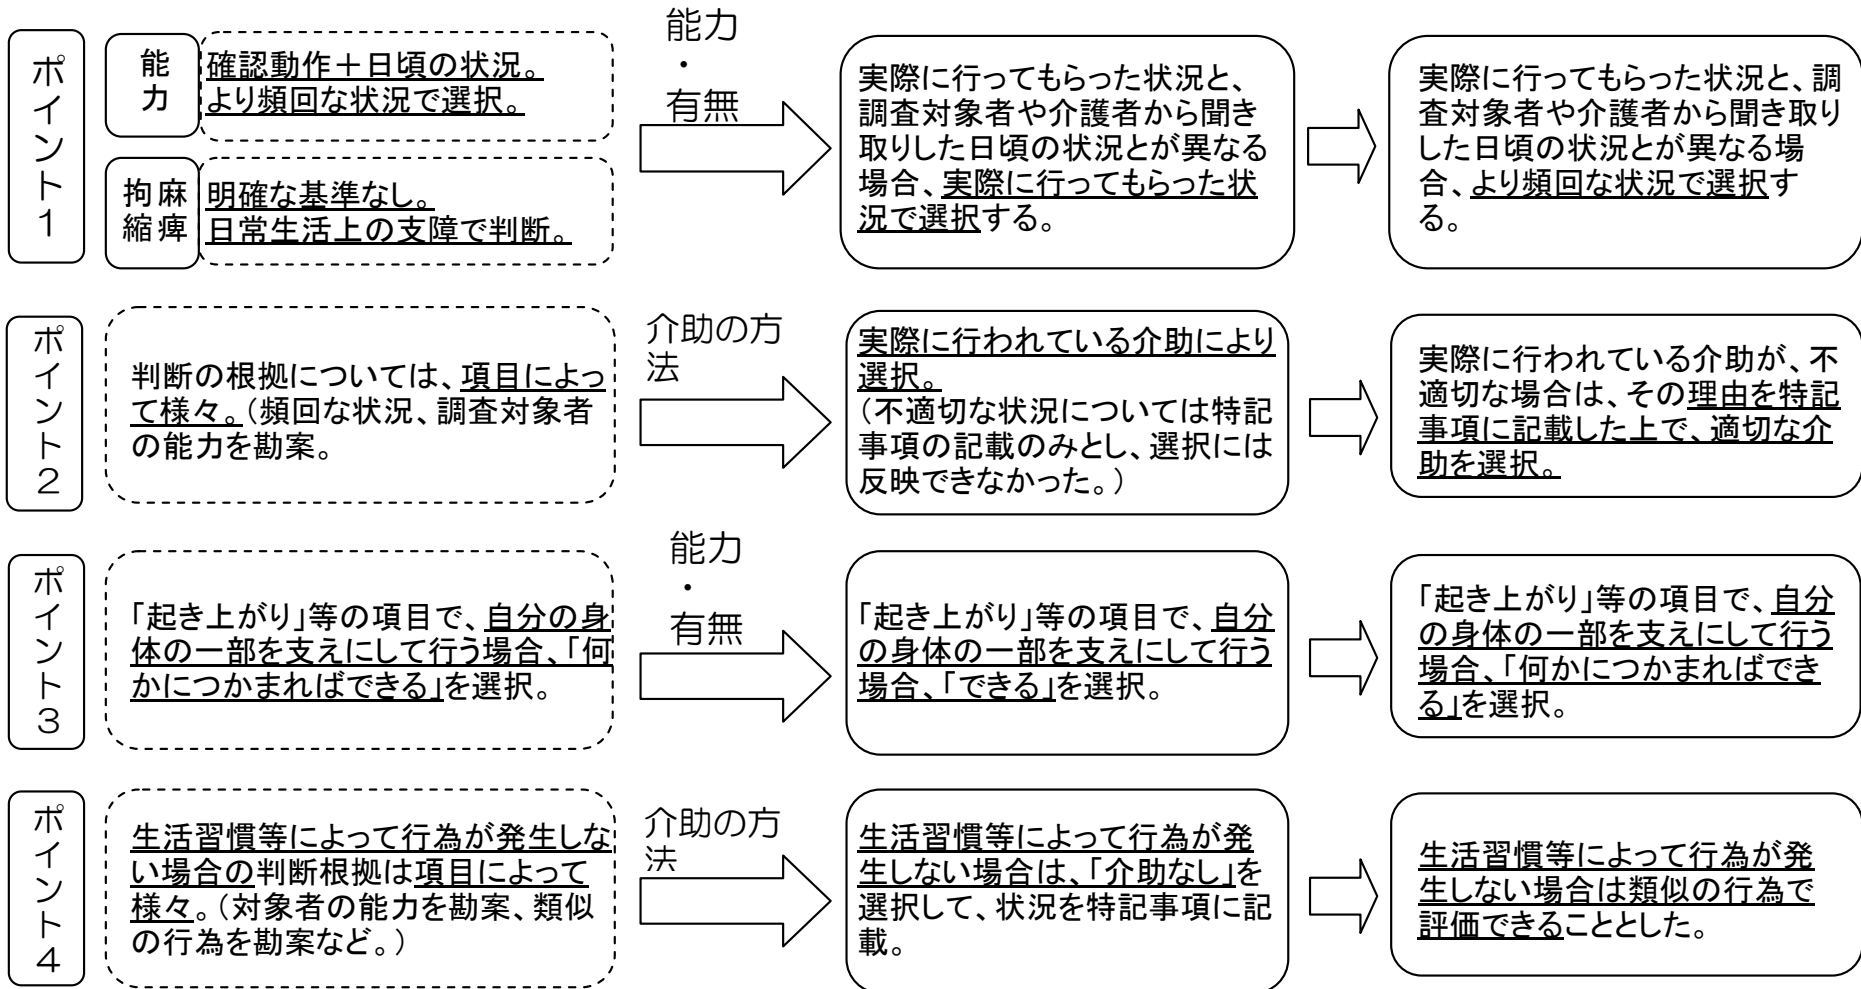 ポイント1
能力
確認動作＋日頃の状況。
より頻回な状況で選択。
麻痺
拘縮
明確な基準なし。
日常生活上の支障で判断。
能力
・
有無
実際に行ってもらった状況と、
調査対象者や介護者から聞き
取りした日頃の状況とが異なる
場合、実際に行ってもらった状
況で選択する。
実際に行ってもらった状況と、調
査対象者や介護者から聞き取り
した日頃の状況とが異なる場
合、より頻回な状況で選択す
る。
ポイント2
判断の根拠については、項目によっ
て様々。（頻回な状況、調査対象者
の能力を勘案。
介助の方
法
実際に行われている介助により
選択。
（不適切な状況については特記
事項の記載のみとし、選択には
反映できなかった。）
実際に行われている介助が、不
適切な場合は、その理由を特記
事項に記載した上で、適切な介
助を選択。
ポイント3
「起き上がり」等の項目で、自分の身
体の一部を支えにして行う場合、「何
かにつかまればできる」を選択。
能力
・
有無
「起き上がり」等の項目で、自分
の身体の一部を支えにして行う
場合、「できる」を選択。
「起き上がり」等の項目で、自分
の身体の一部を支えにして行う
場合、「何かにつかまればでき
る」を選択。
ポイント4
生活習慣等によって行為が発生しな
い場合の判断根拠は項目によって
様々。（対象者の能力を勘案、類似
の行為を勘案など。）
介助の方
法
生活習慣等によって行為が発
生しない場合は、「介助なし」を
選択して、状況を特記事項に記
載。
生活習慣等によって行為が発
生しない場合は類似の行為で
評価できることとした。